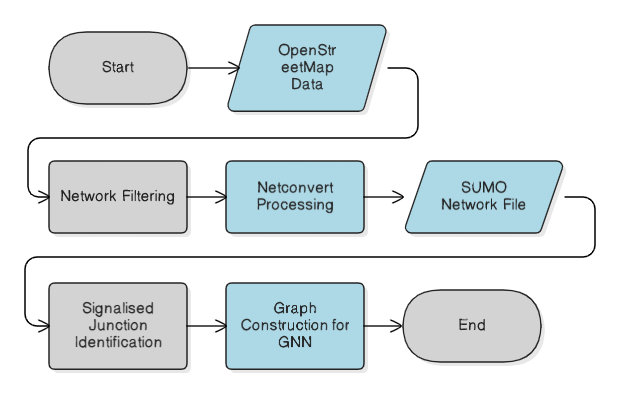 Start
OpenStr
eetMap
Data
Network Filtering
Netconvert
Processing
SUMO
Network File
Signalised
Junction
Identification
Graph
Construction for
GNN
End